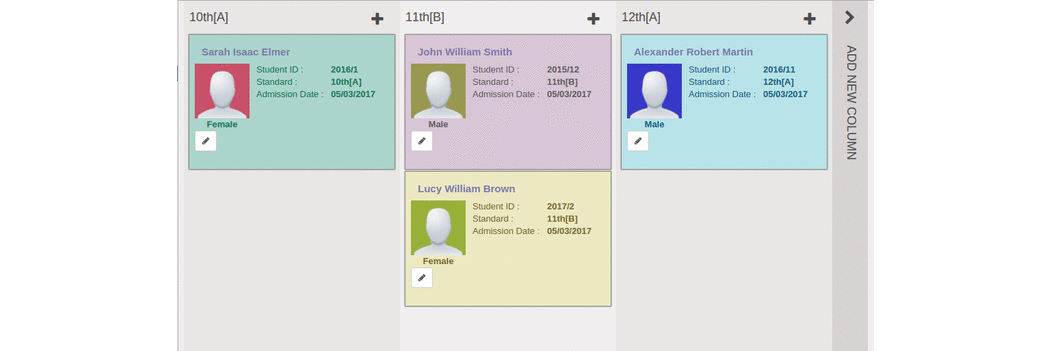 10th[A]
Sarah Isaac Elmer
Student ID : 2016/1
Standard : 10th[A]
Admission Date : 05/03/2017
Female
11th[B]
John William Smith
Student ID : 2015/12
Standard : 11th[B]
Admission Date : 05/03/2017
Male
Lucy William Brown
Student ID : 2017/2
Standard : 11th[B]
Admission Date : 05/03/2017
Female
12th[A]
Alexander Robert Martin
Student ID : 2016/11
Standard : 12th[A]
Admission Date : 05/03/2017
Male
ADD NEW COLUMN